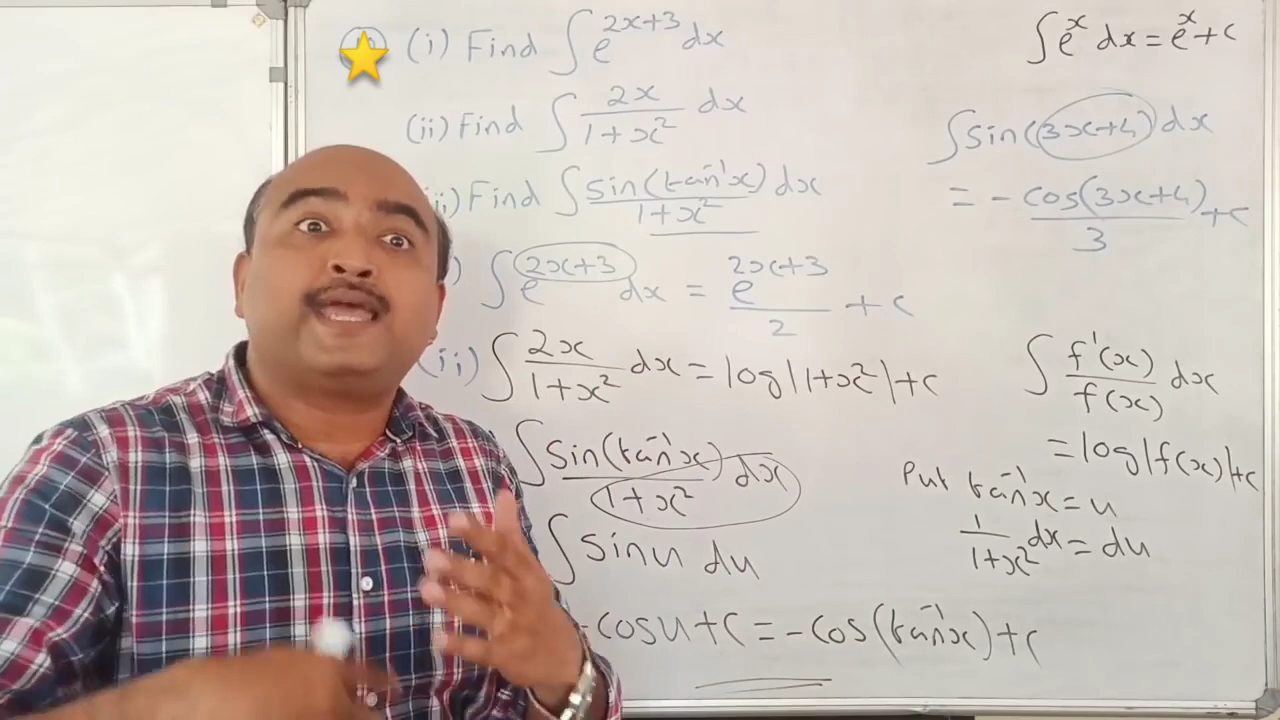 (i) Find ∫e^{2x+3} dx
(ii) Find ∫ 2x/(1+x²) dx
ii) Find ∫ sin(tan⁻¹x)/(1+x²) dx
) ∫e^{2x+3} dx = e^{2x+3}/2 + c
(ii) ∫ 2x/(1+x²) dx = log|1+x²|+c
∫ sin(tan⁻¹x)/(1+x²) dx
∫ sinu du
-cosu+c = -cos(tan⁻¹x)+c
∫e^x dx = e^x+c
∫sin(3x+4)dx
= - cos(3x+4)/3 +c
∫ f'(x)/f(x) dx
= log|f(x)|+c
Put tan⁻¹x = u
1/(1+x²) dx = du